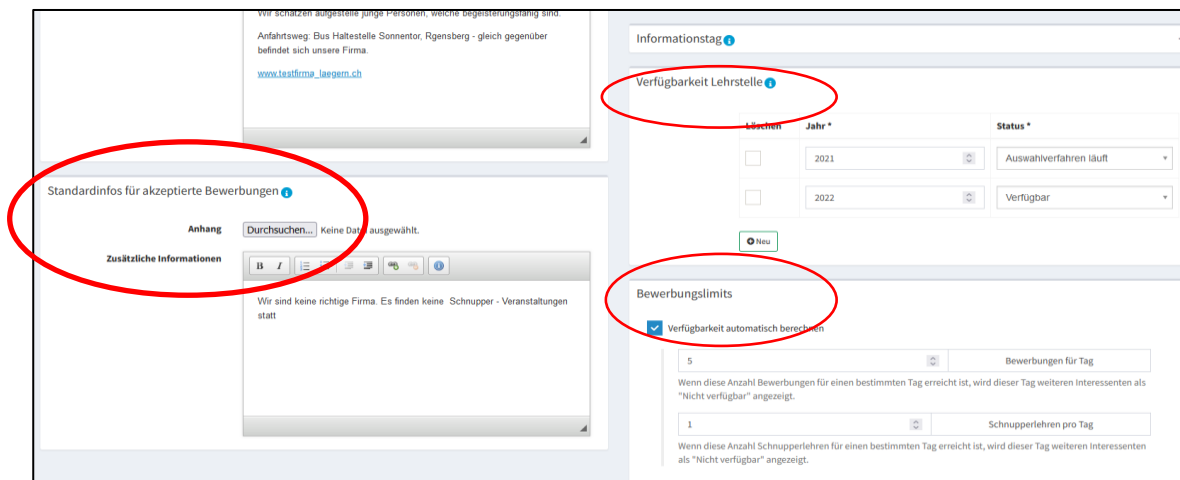 Wir schätzen aufgestelle junge Personen, welche begeisterungsfähig sind.
Anfahrtsweg: Bus Haltestelle Sonnentor, Rgensberg - gleich gegenüber
befindet sich unsere Firma.
www.testfirma_laegern.ch
Standardinfos für akzeptierte Bewerbungen
Anhang
Durchsuchen... Keine Datei ausgewählt.
Zusätzliche Informationen
B I
Wir sind keine richtige Firma. Es finden keine Schnupper - Veranstaltungen
statt
Informationstag
Verfügbarkeit Lehrstelle
Löschen Jahr * Status *
2021 Auswahlverfahren läuft
2022 Verfügbar
Neu
Bewerbungslimits
Verfügbarkeit automatisch berechnen
5 Bewerbungen für Tag
Wenn diese Anzahl Bewerbungen für einen bestimmten Tag erreicht ist, wird dieser Tag weiteren Interessenten als
"Nicht verfügbar" angezeigt.
1 Schnupperlehren pro Tag
Wenn diese Anzahl Schnupperlehren für einen bestimmten Tag erreicht ist, wird dieser Tag weiteren Interessenten
als "Nicht verfügbar" angezeigt.